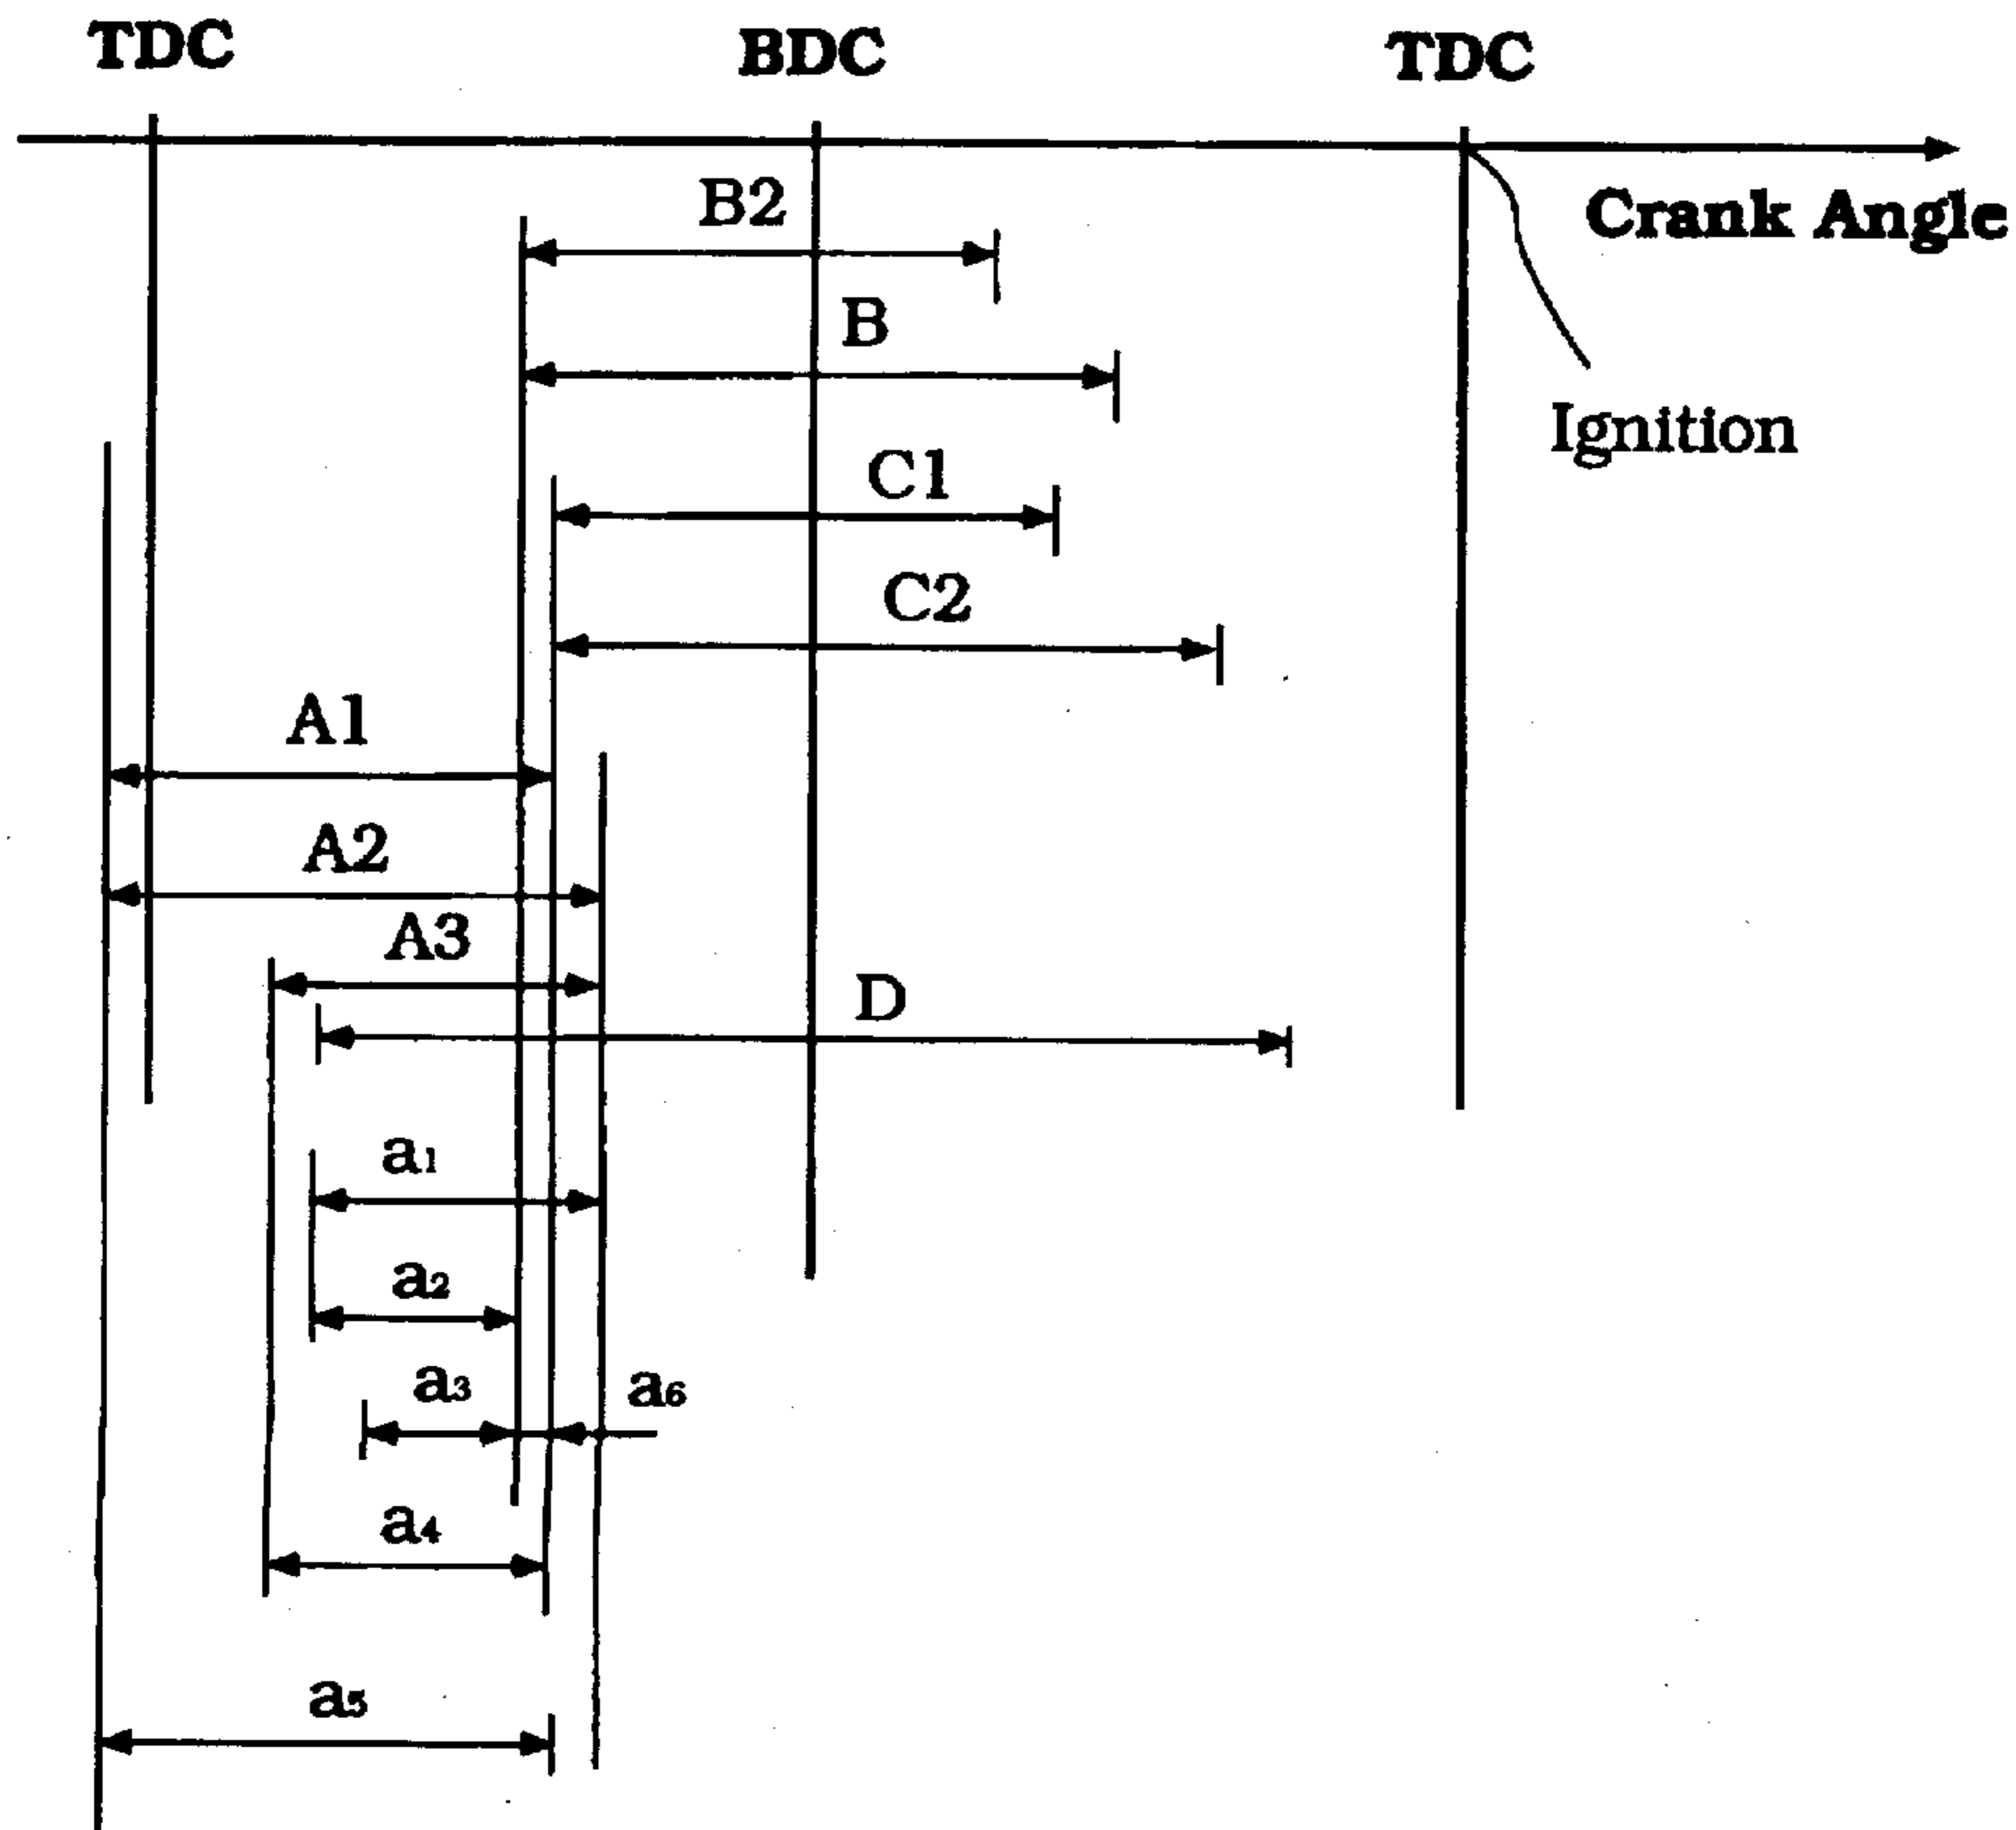 TDC BDC TDC
Crank Angle
B2
B
Ignition
C1
C2
A1
A2
A3
D
a1
a2
a3 a6
a4
a5